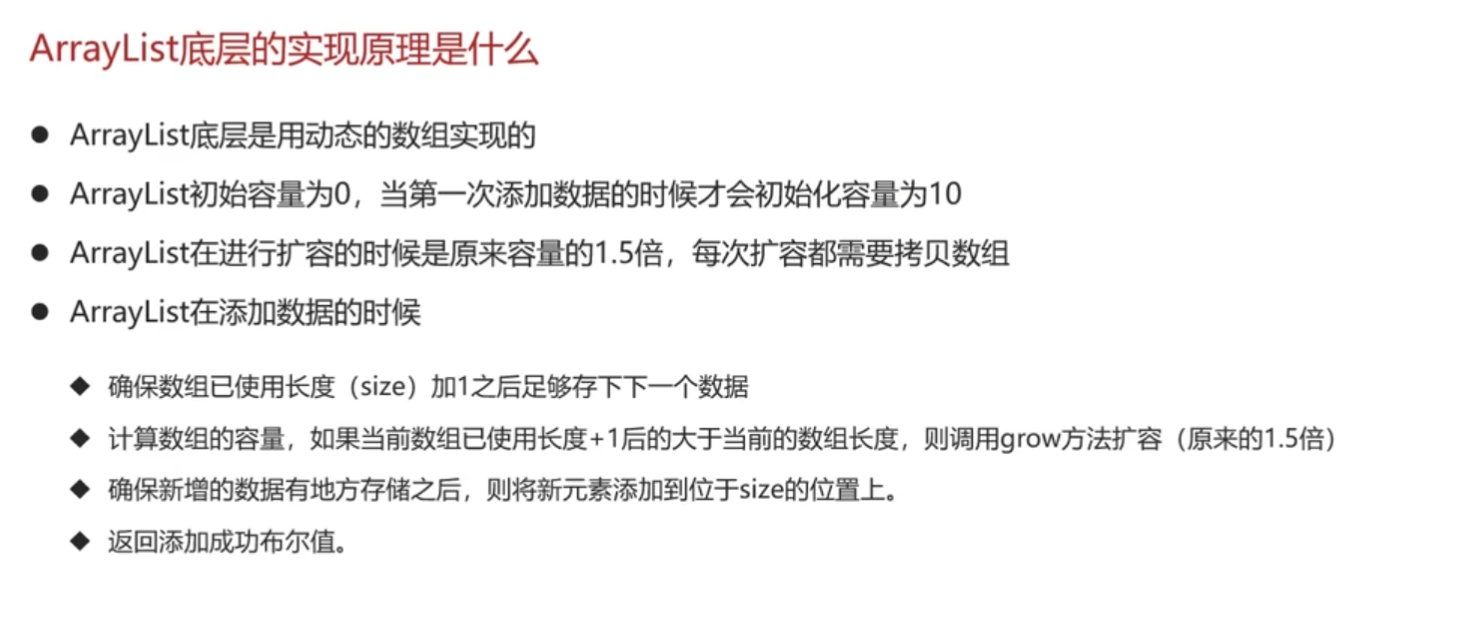 ArrayList底层的实现原理是什么
● ArrayList底层是用动态的数组实现的
● ArrayList初始容量为0，当第一次添加数据的时候才会初始化容量为10
● ArrayList在进行扩容的时候是原来容量的1.5倍，每次扩容都需要拷贝数组
● ArrayList在添加数据的时候
◆ 确保数组已使用长度（size）加1之后足够存下下一个数据
◆ 计算数组的容量，如果当前数组已使用长度+1后的大于当前的数组长度，则调用grow方法扩容（原来的1.5倍）
◆ 确保新增的数据有地方存储之后，则将新元素添加到位于size的位置上。
◆ 返回添加成功布尔值。